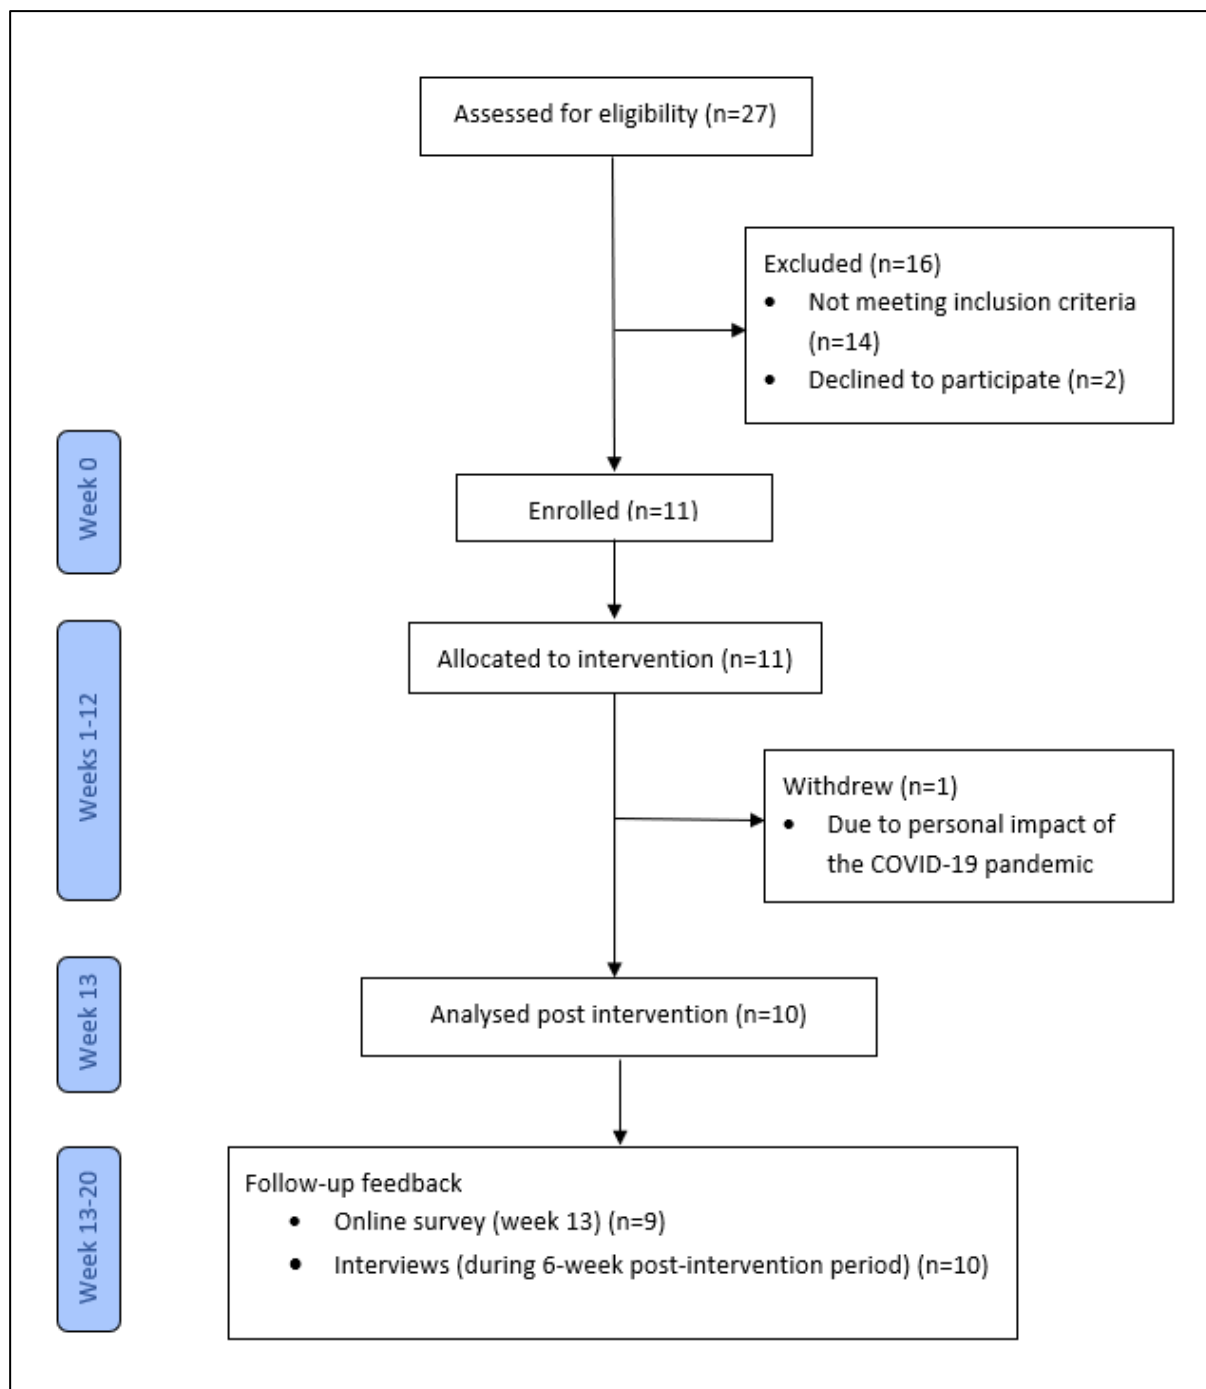 Assessed for eligibility (n=27)
Excluded (n=16)
• Not meeting inclusion criteria
(n=14)
• Declined to participate (n=2)
Week 0
Enrolled (n=11)
Weeks 1-12
Allocated to intervention (n=11)
Withdrew (n=1)
• Due to personal impact of
the COVID-19 pandemic
Week 13
Analysed post intervention (n=10)
Week 13-20
Follow-up feedback
• Online survey (week 13) (n=9)
• Interviews (during 6-week post-intervention period) (n=10)